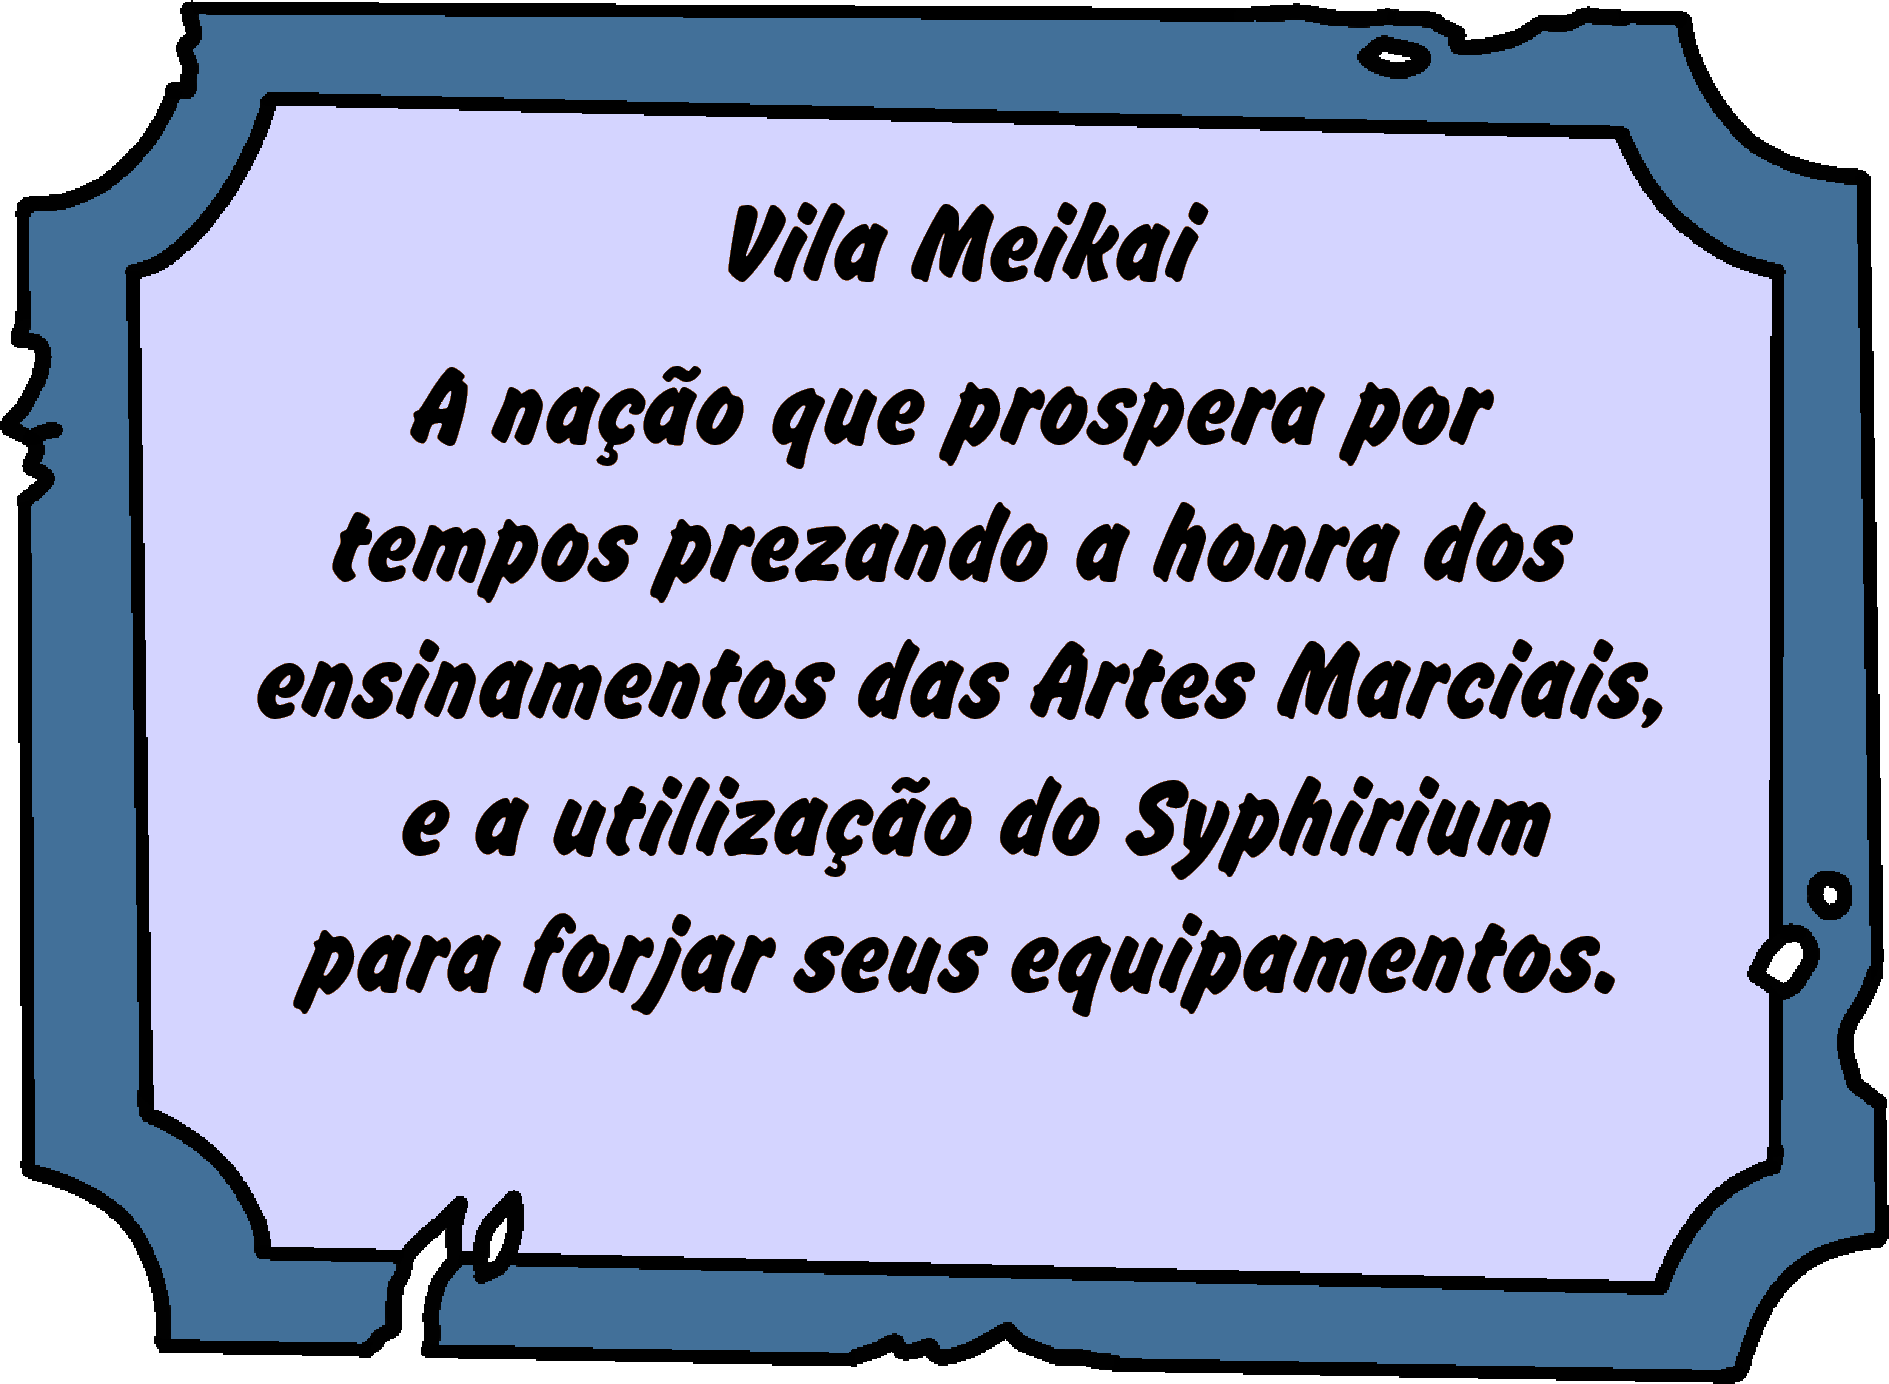 Vila Meikai
A nação que prospera por
tempos prezando a honra dos
ensinamentos das Artes Marciais,
e a utilização do Syphirium
para forjar seus equipamentos.